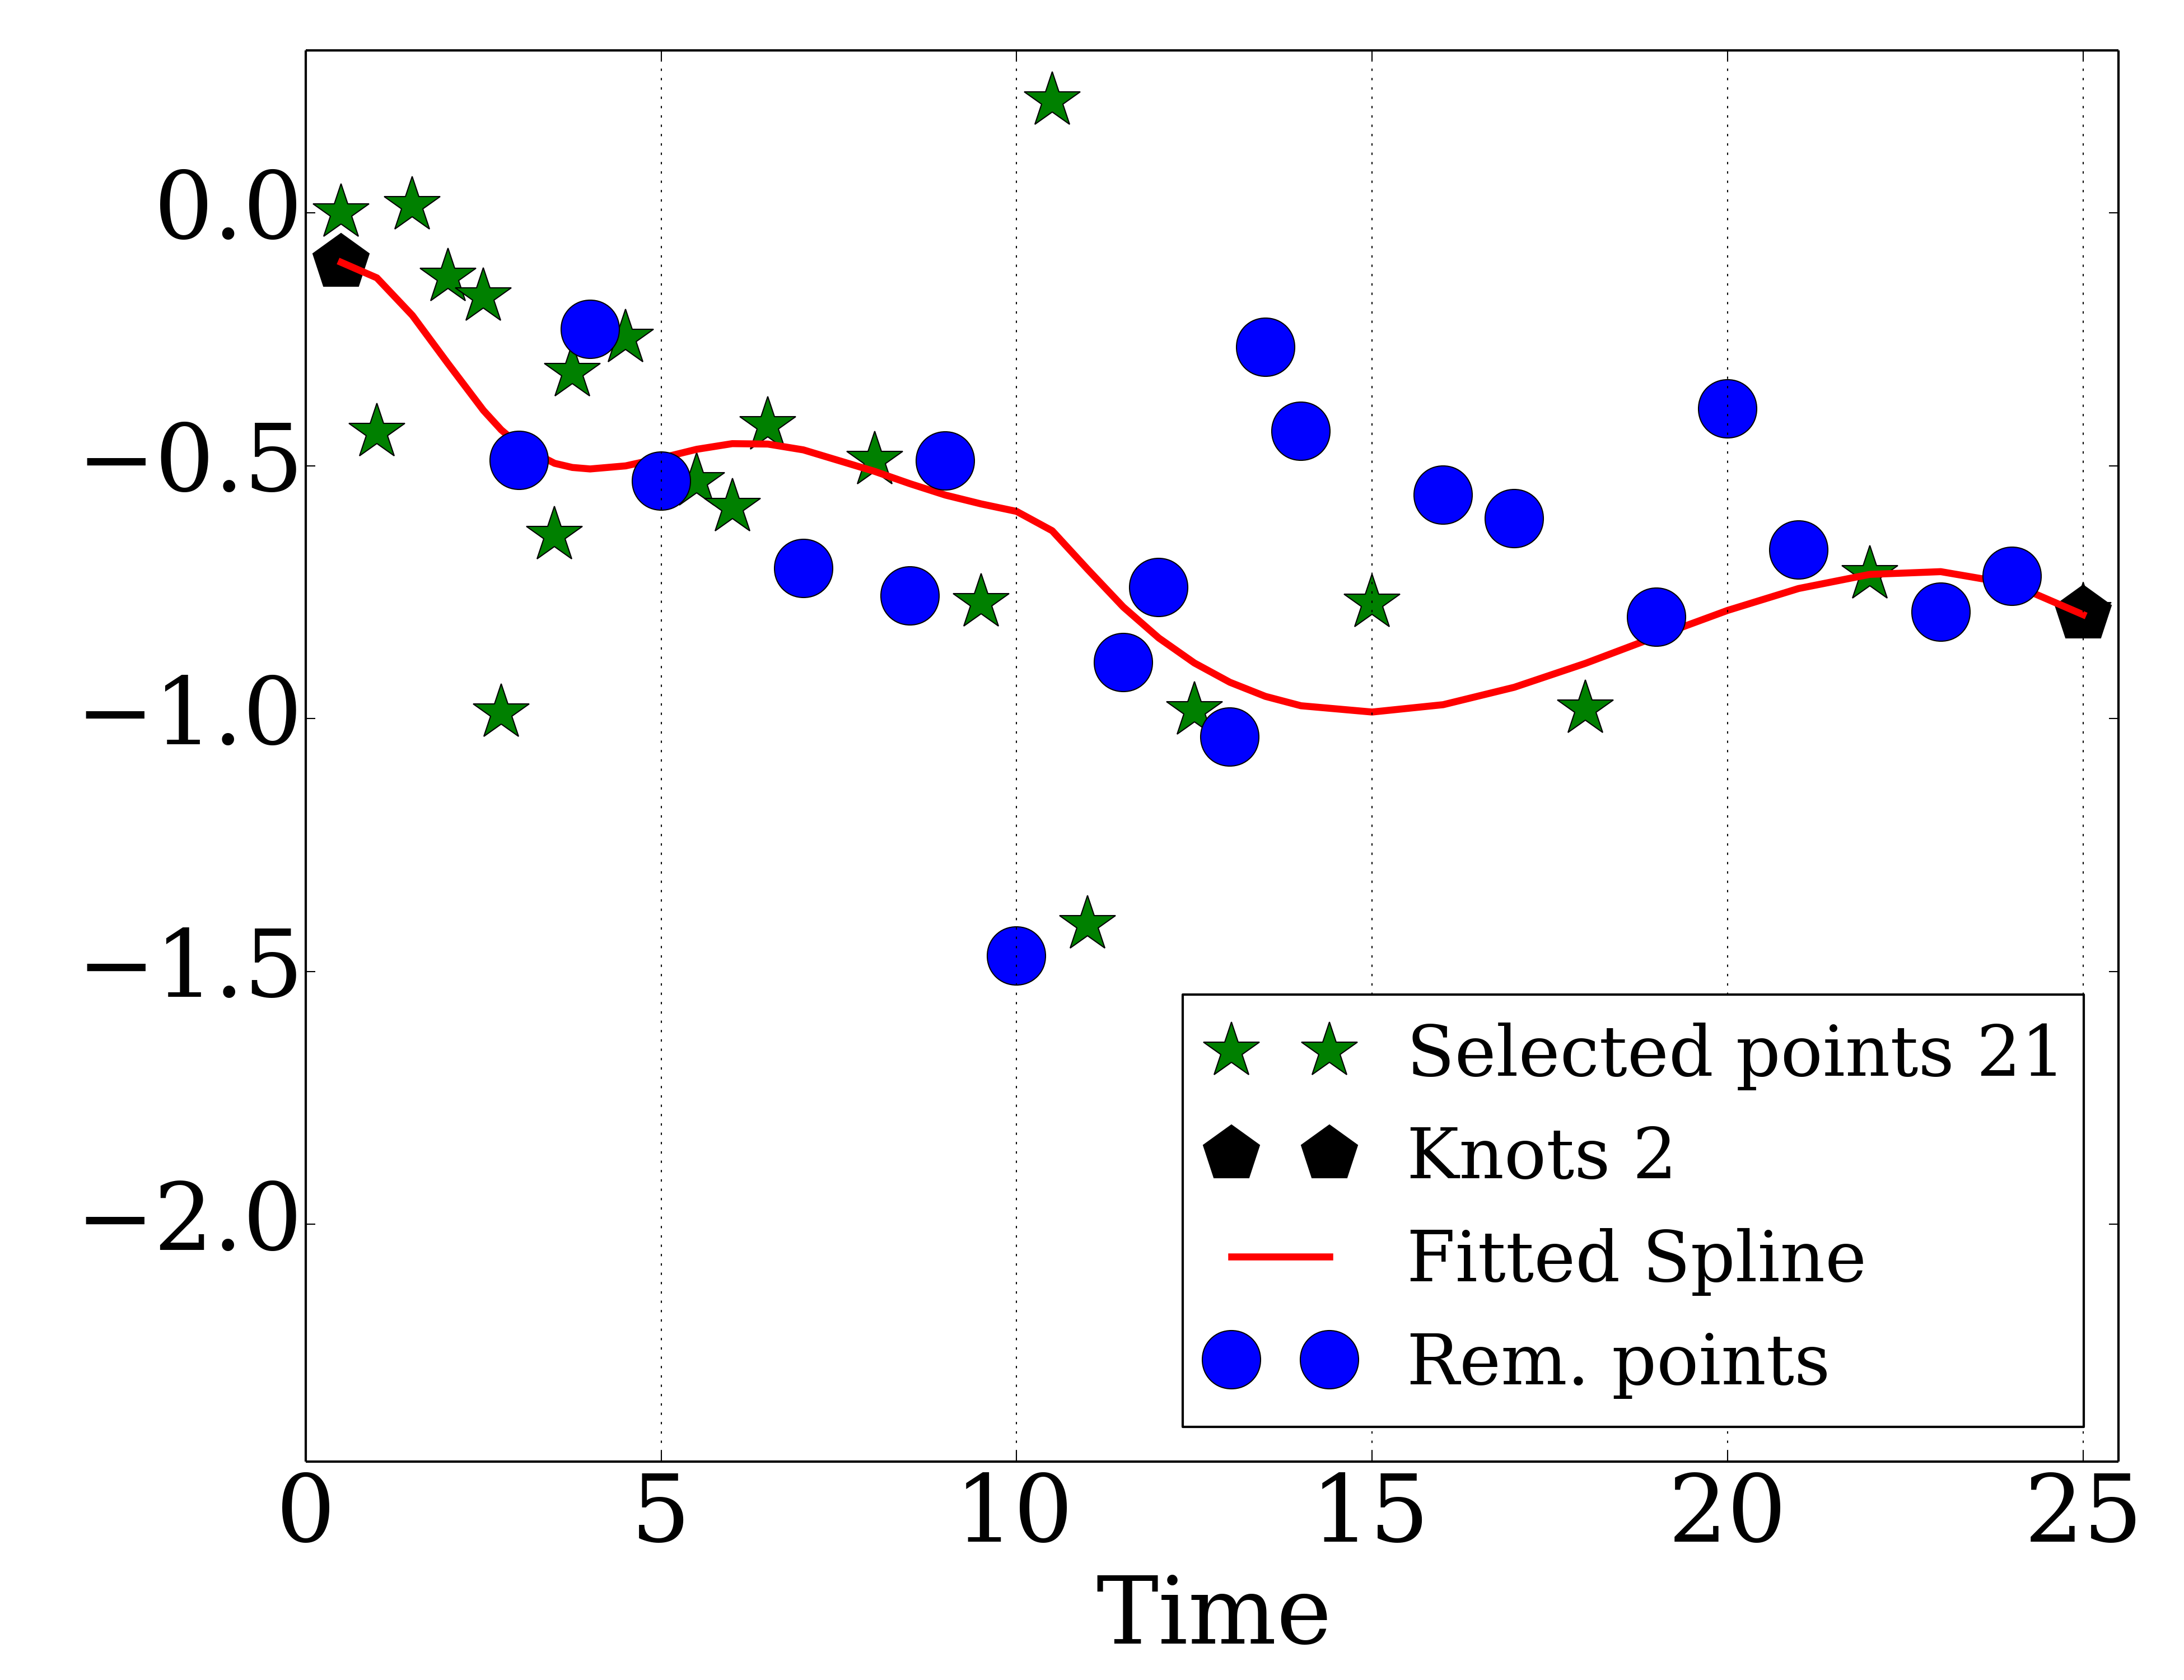 0.0
−0.5
−1.0
−1.5
−2.0
Selected points 21
Knots 2
Fitted Spline
Rem. points
0 5 10 15 20 25
Time